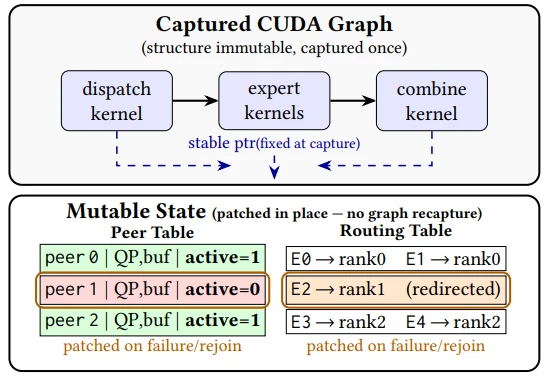 Captured CUDA Graph
(structure immutable, captured once)
dispatch kernel
expert kernels
combine kernel
stable ptr(fixed at capture)
Mutable State (patched in place – no graph recapture)
Peer Table
peer 0 | QP,buf | active=1
peer 1 | QP,buf | active=0
peer 2 | QP,buf | active=1
patched on failure/rejoin
Routing Table
E0 → rank0 E1 → rank0
E2 → rank1 (redirected)
E3 → rank2 E4 → rank2
patched on failure/rejoin